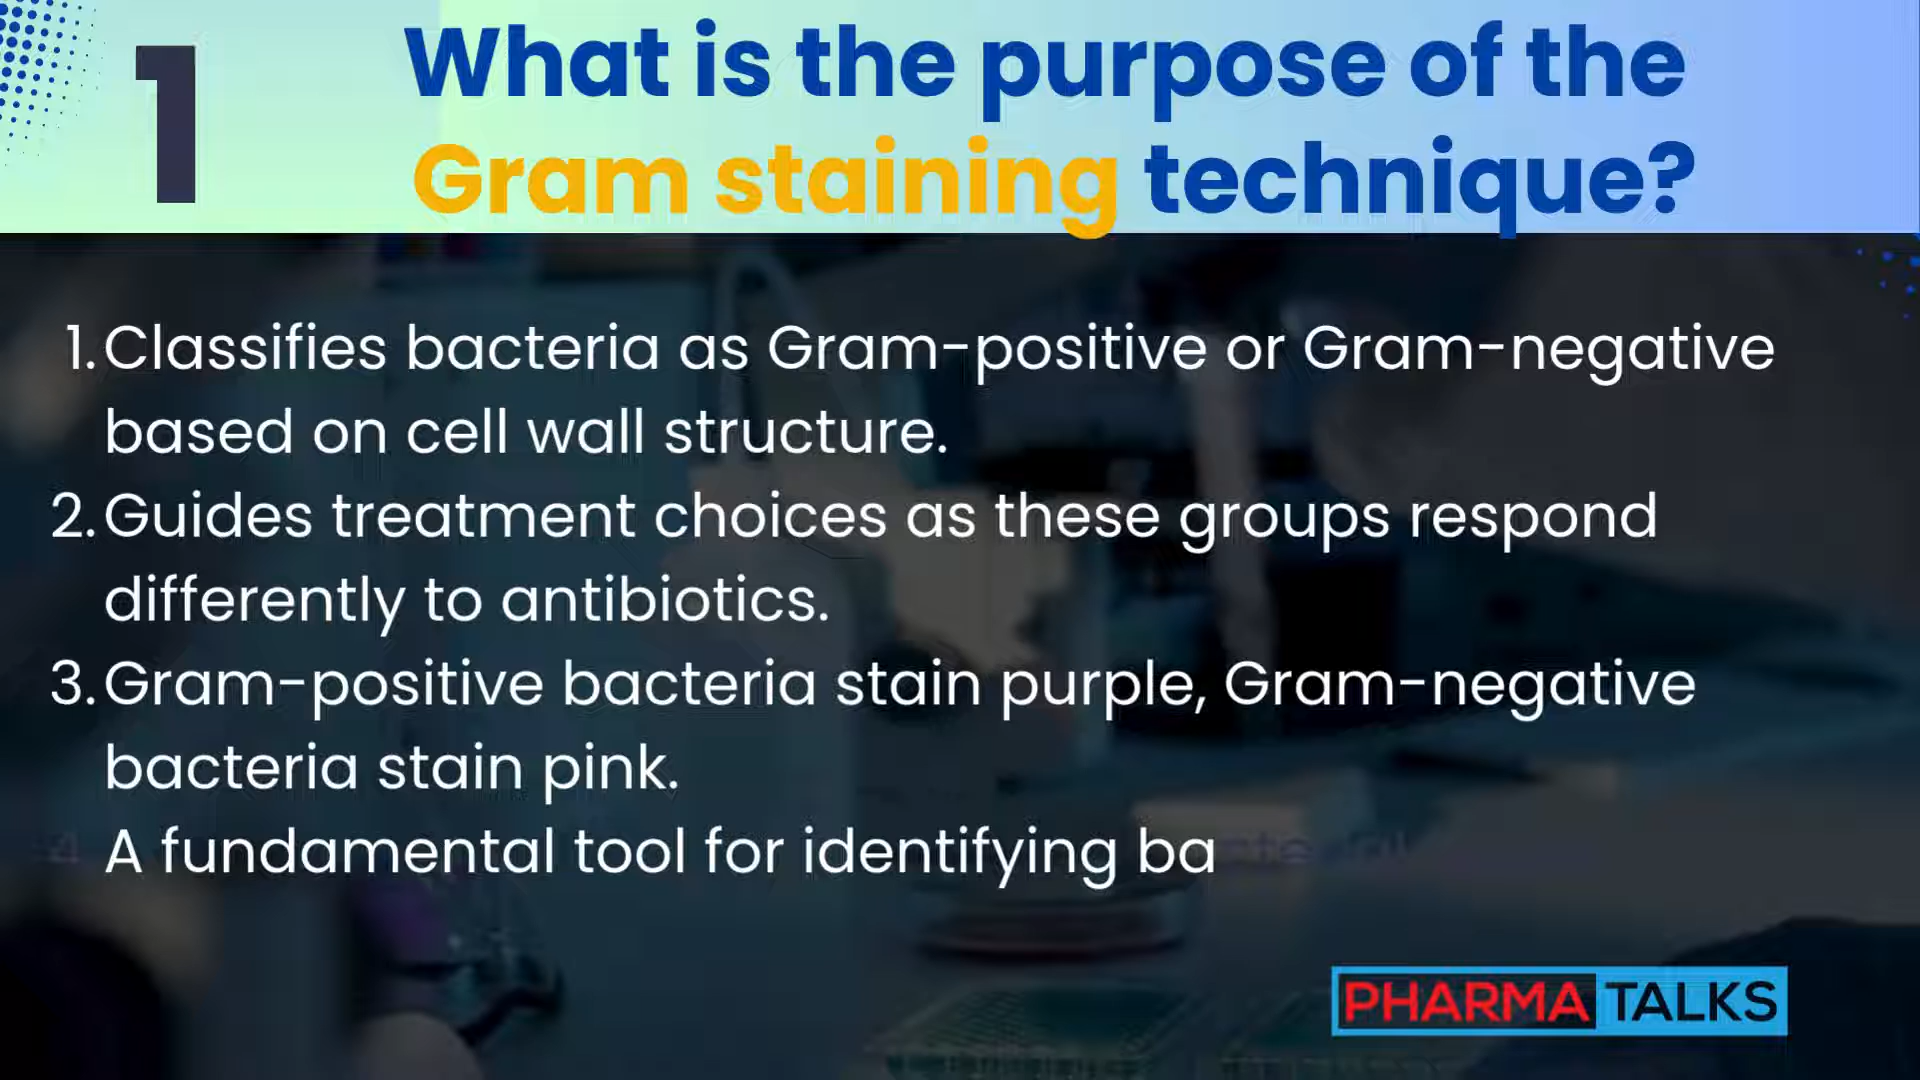 1
What is the purpose of the
Gram staining technique?
1. Classifies bacteria as Gram-positive or Gram-negative
based on cell wall structure.
2. Guides treatment choices as these groups respond
differently to antibiotics.
3. Gram-positive bacteria stain purple, Gram-negative
bacteria stain pink.
4. A fundamental tool for identifying ba
PHARMA TALKS